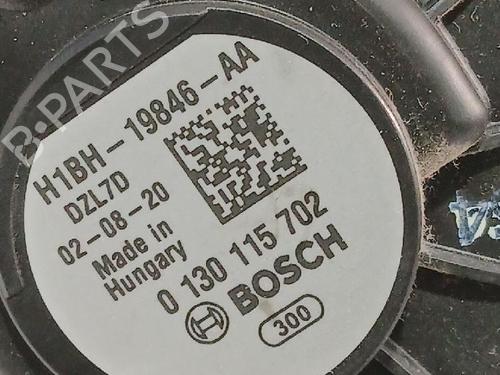 B-PARTS
H1BH-19846-AA
DZL7D
02-08-20
Made in
Hungary
0 130 115 702
BOSCH
300